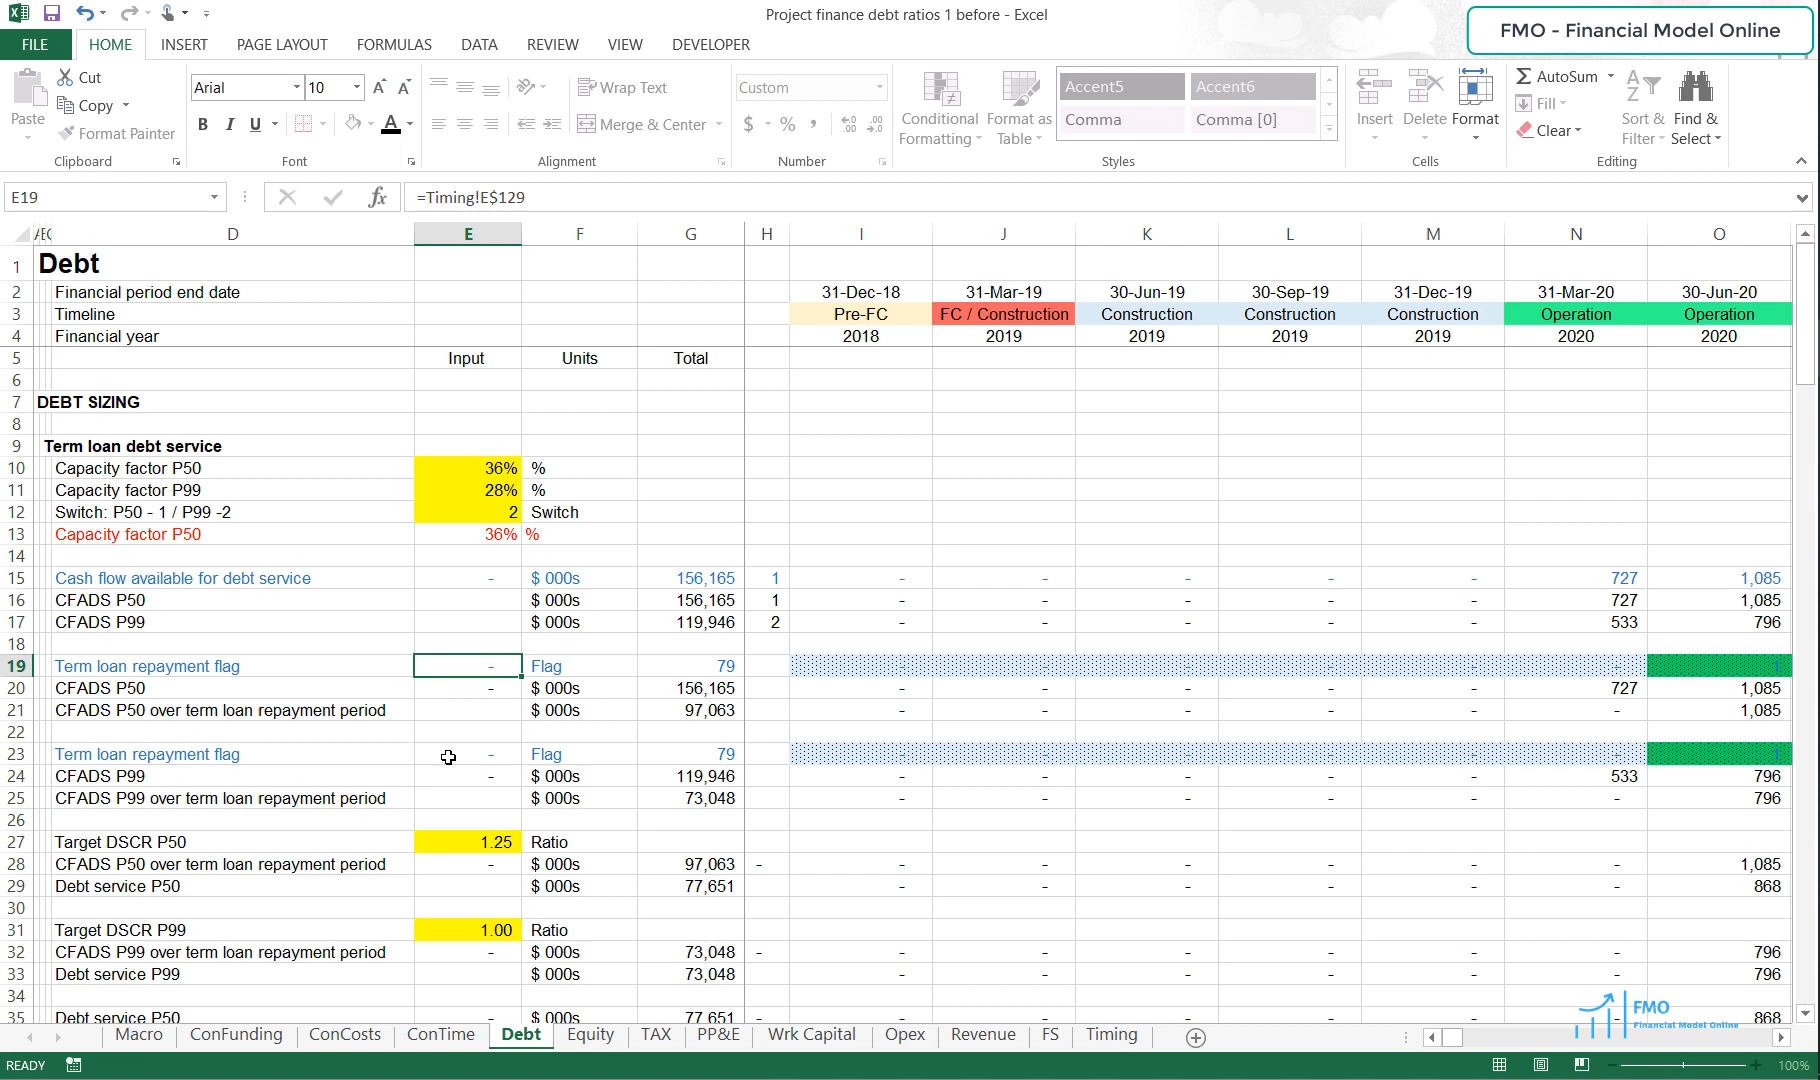 Project finance debt ratios 1 before - Excel
FMO - Financial Model Online
FILE HOME INSERT PAGE LAYOUT FORMULAS DATA REVIEW VIEW DEVELOPER
Paste Cut Copy Format Painter Clipboard
Arial 10 B I U A Font
Wrap Text Merge & Center Alignment
Custom $ % , Number
Conditional Formatting Format as Table Accent5 Accent6 Comma Comma [0] Styles
Insert Delete Format Cells
AutoSum Fill Clear Sort & Filter Find & Select Editing
E19 fx =Timing!E$129
D E F G H I J K L M N O
1 Debt
2 Financial period end date 31-Dec-18 31-Mar-19 30-Jun-19 30-Sep-19 31-Dec-19 31-Mar-20 30-Jun-20
3 Timeline Pre-FC FC / Construction Construction Construction Construction Operation Operation
4 Financial year 2018 2019 2019 2019 2019 2020 2020
5 Input Units Total
6
7 DEBT SIZING
8
9 Term loan debt service
10 Capacity factor P50 36% %
11 Capacity factor P99 28% %
12 Switch: P50 - 1 / P99 -2 2 Switch
13 Capacity factor P50 36% %
14
15 Cash flow available for debt service - $ 000s 156,165 1 - - - - - 727 1,085
16 CFADS P50 $ 000s 156,165 1 - - - - - 727 1,085
17 CFADS P99 $ 000s 119,946 2 - - - - - 533 796
18
19 Term loan repayment flag - Flag 79 - - - - - - 1
20 CFADS P50 - $ 000s 156,165 - - - - - 727 1,085
21 CFADS P50 over term loan repayment period $ 000s 97,063 - - - - - - 1,085
22
23 Term loan repayment flag - Flag 79 - - - - - - 1
24 CFADS P99 - $ 000s 119,946 - - - - - 533 796
25 CFADS P99 over term loan repayment period $ 000s 73,048 - - - - - - 796
26
27 Target DSCR P50 1.25 Ratio
28 CFADS P50 over term loan repayment period - $ 000s 97,063 - - - - - - - 1,085
29 Debt service P50 $ 000s 77,651 - - - - - - 868
30
31 Target DSCR P99 1.00 Ratio
32 CFADS P99 over term loan repayment period - $ 000s 73,048 - - - - - - - 796
33 Debt service P99 $ 000s 73,048 - - - - - - 796
34
35 Debt service P50 - $ 000s 77,651 - - - - - - 868
FMO
Financial Model Online
Macro ConFunding ConCosts ConTime Debt Equity TAX PP&E Wrk Capital Opex Revenue FS Timing
READY 100%